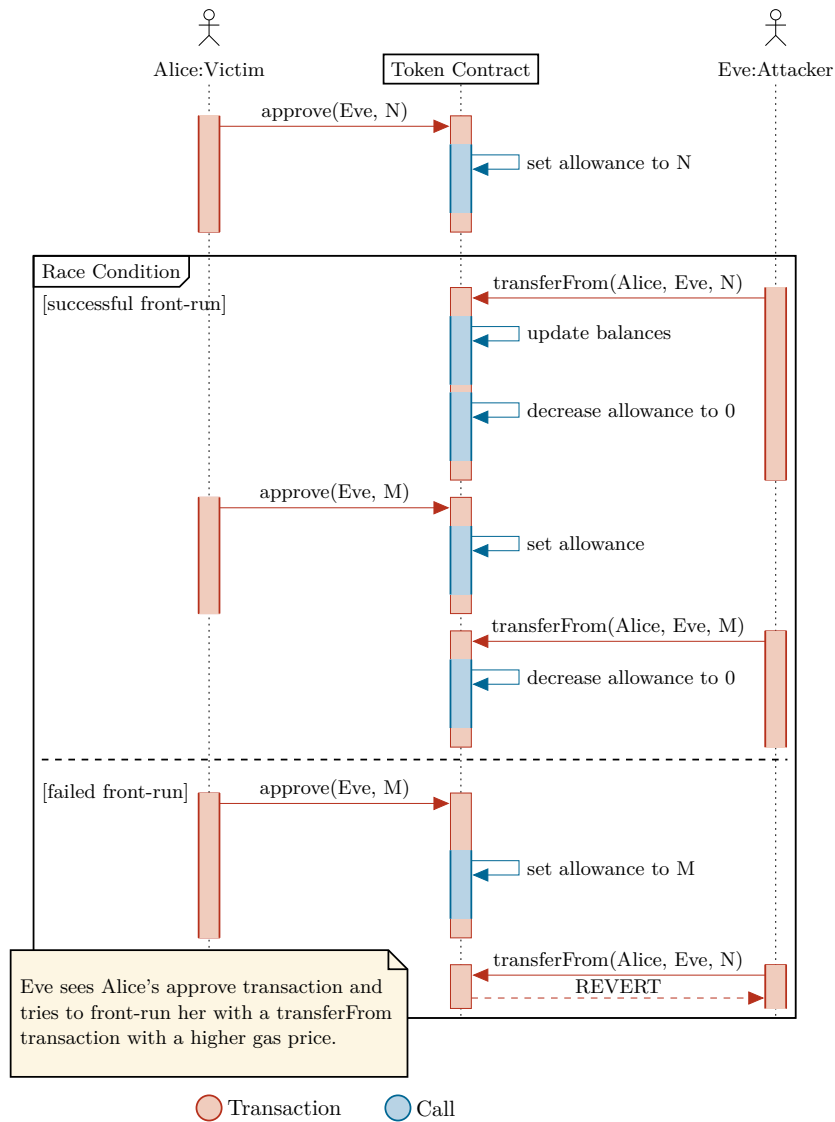 Alice:Victim
Token Contract
Eve:Attacker
approve(Eve, N)
set allowance to N
Race Condition
[successful front-run]
transferFrom(Alice, Eve, N)
update balances
decrease allowance to 0
approve(Eve, M)
set allowance
transferFrom(Alice, Eve, M)
decrease allowance to 0
[failed front-run]
approve(Eve, M)
set allowance to M
transferFrom(Alice, Eve, N)
REVERT
Eve sees Alice's approve transaction and
tries to front-run her with a transferFrom
transaction with a higher gas price.
Transaction
Call